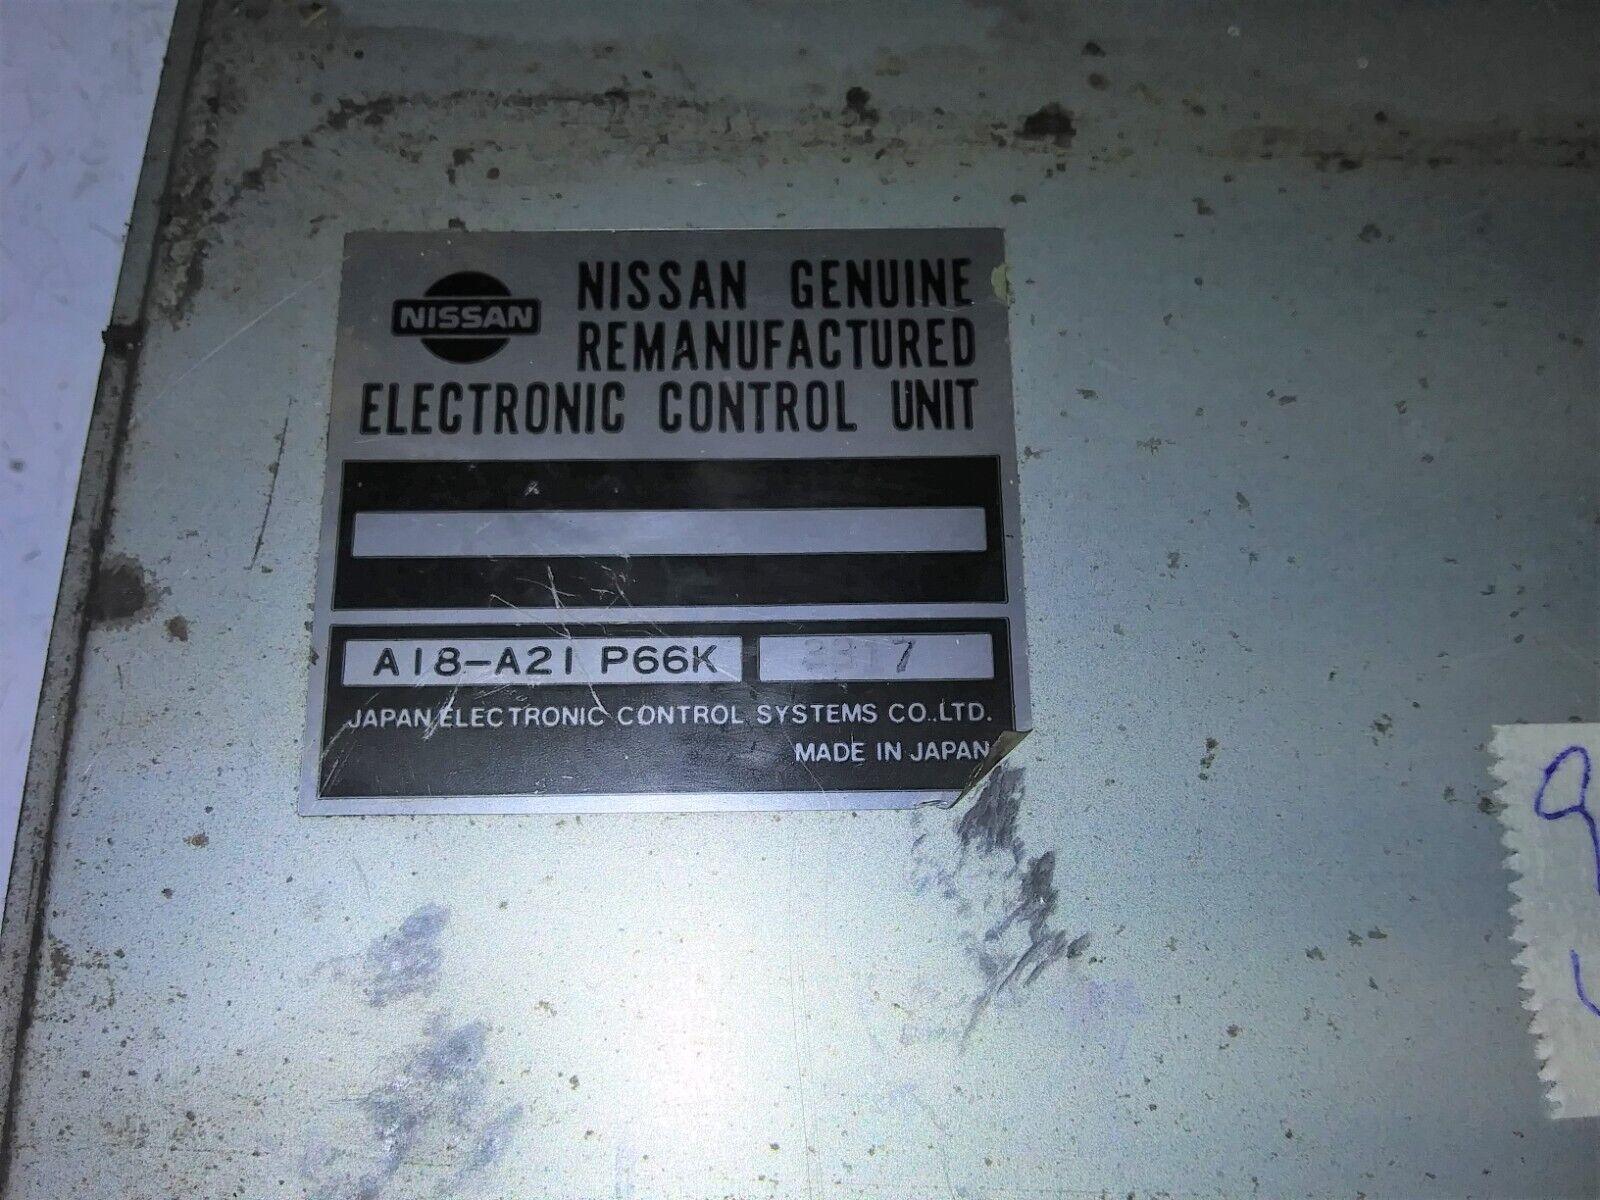 NISSAN
NISSAN GENUINE
REMANUFACTURED
ELECTRONIC CONTROL UNIT
A18-A21 P66K
JAPAN ELECTRONIC CONTROL SYSTEMS CO.,LTD.
MADE IN JAPAN